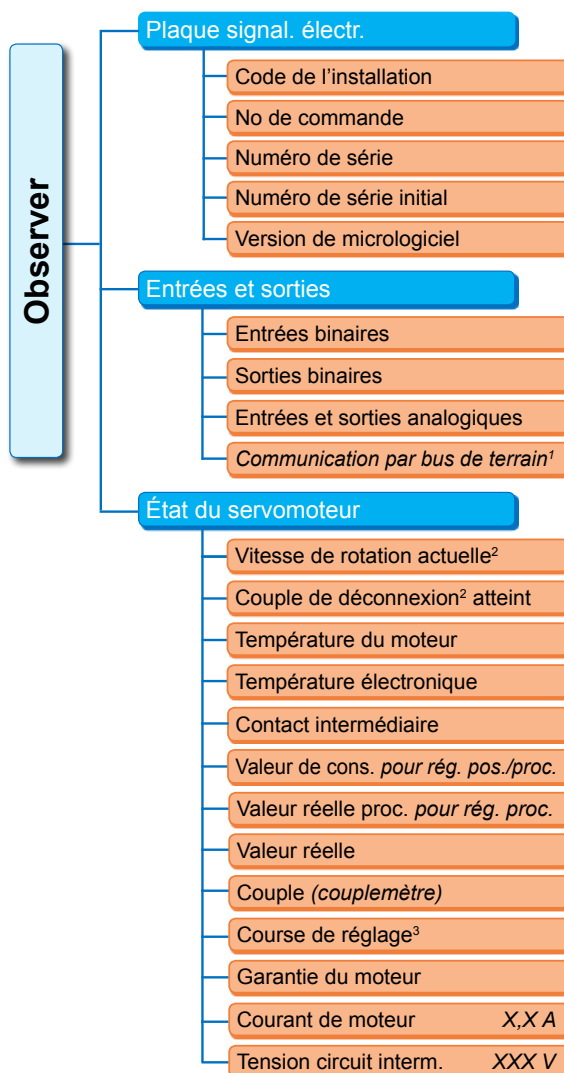 Observer
Plaque signal. électr.
Code de l’installation
No de commande
Numéro de série
Numéro de série initial
Version de micrologiciel
Entrées et sorties
Entrées binaires
Sorties binaires
Entrées et sorties analogiques
Communication par bus de terrain¹
État du servomoteur
Vitesse de rotation actuelle²
Couple de déconnexion² atteint
Température du moteur
Température électronique
Contact intermédiaire
Valeur de cons. pour rég. pos./proc.
Valeur réelle proc. pour rég. proc.
Valeur réelle
Couple (couplemètre)
Course de réglage³
Garantie du moteur
Courant de moteur X,X A
Tension circuit interm. XXX V